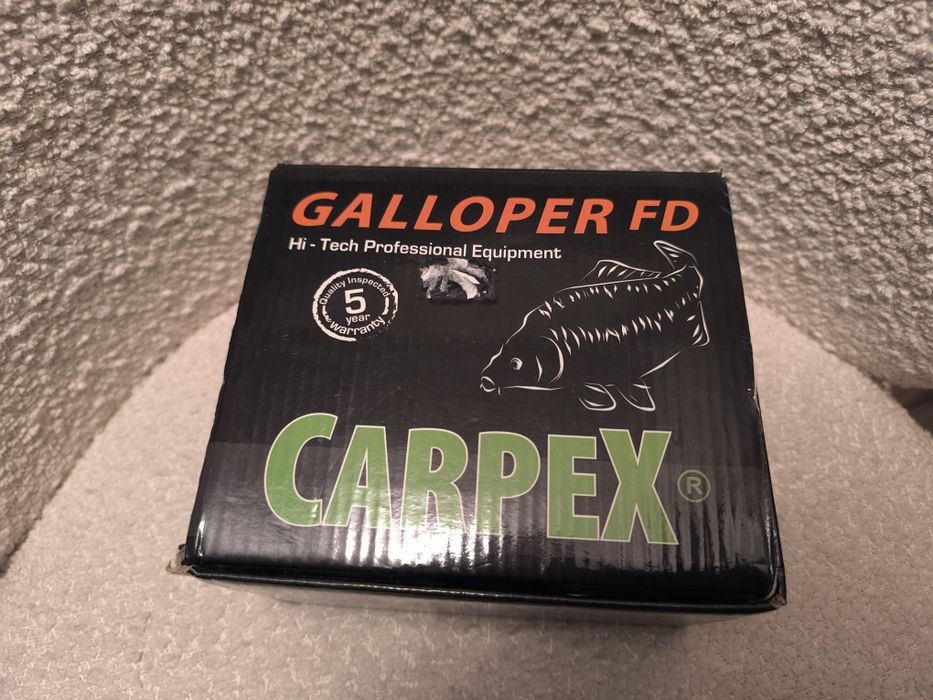 GALLOPER FD
Hi - Tech Professional Equipment
Quality Inspected
5
year
Warranty
CARPEX ®